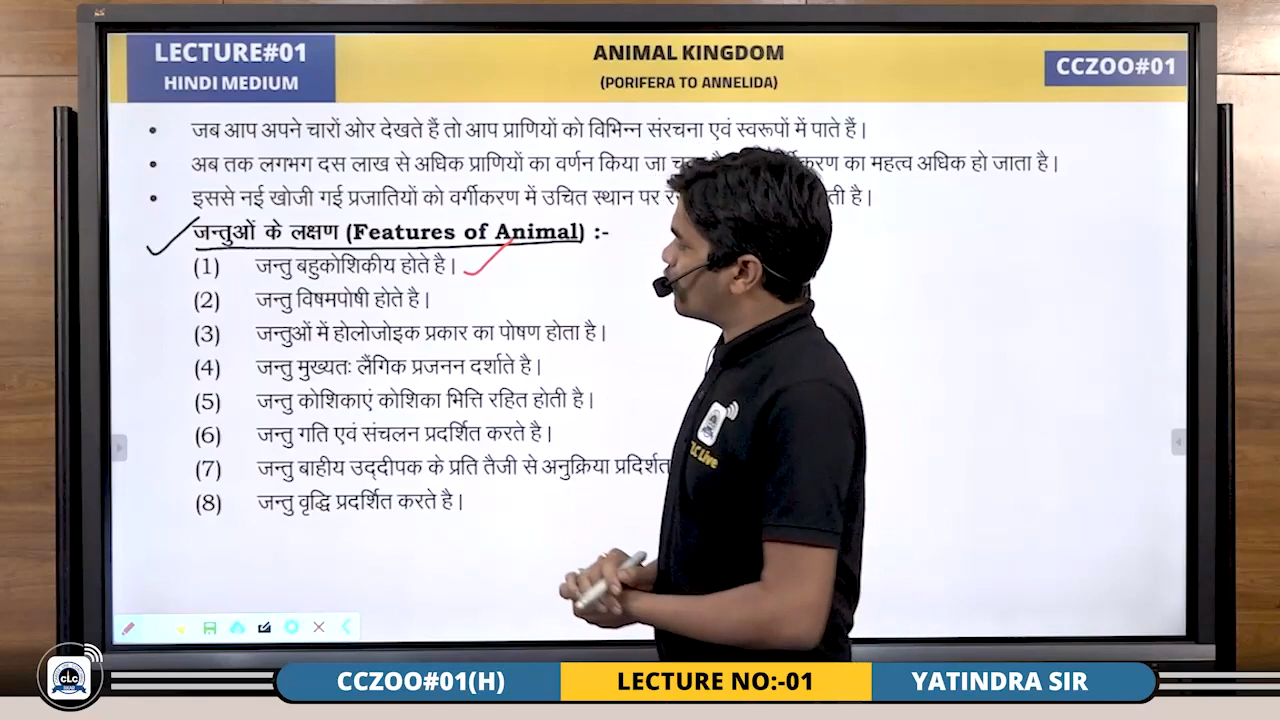 LECTURE#01
HINDI MEDIUM
ANIMAL KINGDOM
(PORIFERA TO ANNELIDA)
CCZOO#01
• जब आप अपने चारों ओर देखते हैं तो आप प्राणियों को विभिन्न संरचना एवं स्वरूपों में पाते हैं।
• अब तक लगभग दस लाख से अधिक प्राणियों का वर्णन किया जा का महत्व अधिक हो जाता है।
• इससे नई खोजी गई प्रजातियों को वर्गीकरण में उचित स्थान पर है।
जन्तुओं के लक्षण (Features of Animal) :-
(1) जन्तु बहुकोशिकीय होते है।
(2) जन्तु विषमपोषी होते है।
(3) जन्तुओं में होलोजोइक प्रकार का पोषण होता है।
(4) जन्तु मुख्यतः लैंगिक प्रजनन दर्शाते है।
(5) जन्तु कोशिकाएं कोशिका भित्ति रहित होती है।
(6) जन्तु गति एवं संचलन प्रदर्शित करते है।
(7) जन्तु बाहीय उद्दीपक के प्रति तैजी से अनुक्रिया प्रदिर्शत
(8) जन्तु वृद्धि प्रदर्शित करते है।
Live
CLC
CCZOO#01(H)
LECTURE NO:-01
YATINDRA SIR